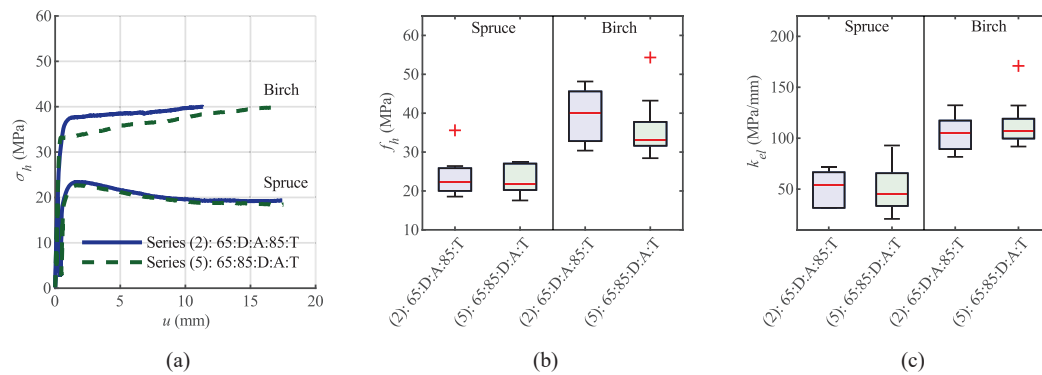 60
50
40
30
20
10
0
σh (MPa)
Birch
Spruce
Series (2): 65:D:A:85:T
Series (5): 65:85:D:A:T
0 5 10 15 20
u (mm)
(a)
Spruce Birch
60
50
40
30
20
10
fh (MPa)
(2): 65:D:A:85:T
(5): 65:85:D:A:T
(2): 65:D:A:85:T
(5): 65:85:D:A:T
(b)
Spruce Birch
200
150
100
50
kel (MPa/mm)
(2): 65:D:A:85:T
(5): 65:85:D:A:T
(2): 65:D:A:85:T
(5): 65:85:D:A:T
(c)